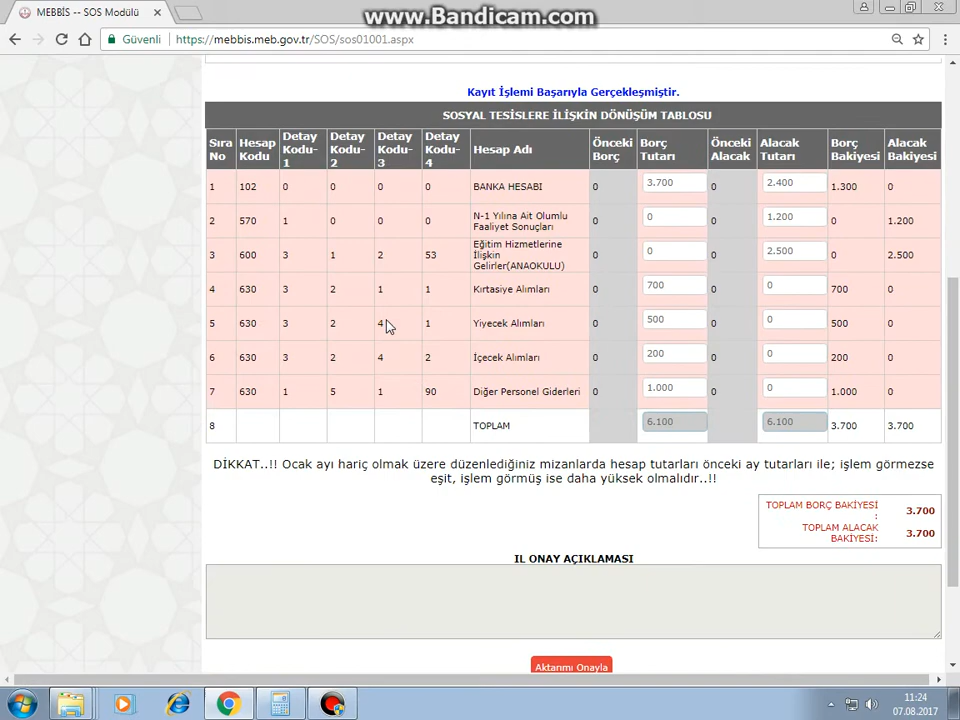 www.Bandicam.com
MEBBİS -- SOS Modülü
Güvenli https://mebbis.meb.gov.tr/SOS/sos01001.aspx
Kayıt İşlemi Başarıyla Gerçekleşmiştir.
SOSYAL TESİSLERE İLİŞKİN DÖNÜŞÜM TABLOSU
Sıra No Hesap Kodu Detay Kodu-1 Detay Kodu-2 Detay Kodu-3 Detay Kodu-4 Hesap Adı Önceki Borç Borç Tutarı Önceki Alacak Alacak Tutarı Borç Bakiyesi Alacak Bakiyesi
1 102 0 0 0 0 BANKA HESABI 0 3.700 0 2.400 1.300 0
2 570 1 0 0 0 N-1 Yılına Ait Olumlu Faaliyet Sonuçları 0 0 0 1.200 0 1.200
3 600 3 1 2 53 Eğitim Hizmetlerine İlişkin Gelirler(ANAOKULU) 0 0 0 2.500 0 2.500
4 630 3 2 1 1 Kırtasiye Alımları 0 700 0 0 700 0
5 630 3 2 4 1 Yiyecek Alımları 0 500 0 0 500 0
6 630 3 2 4 2 İçecek Alımları 0 200 0 0 200 0
7 630 1 5 1 90 Diğer Personel Giderleri 0 1.000 0 0 1.000 0
8 TOPLAM 6.100 6.100 3.700 3.700
DİKKAT..!! Ocak ayı hariç olmak üzere düzenlediğiniz mizanlarda hesap tutarları önceki ay tutarları ile; işlem görmezse
eşit, işlem görmüş ise daha yüksek olmalıdır..!!
TOPLAM BORÇ BAKİYESİ : 3.700
TOPLAM ALACAK BAKİYESİ: 3.700
IL ONAY AÇIKLAMASI
Aktarımı Onayla
11:24
07.08.2017